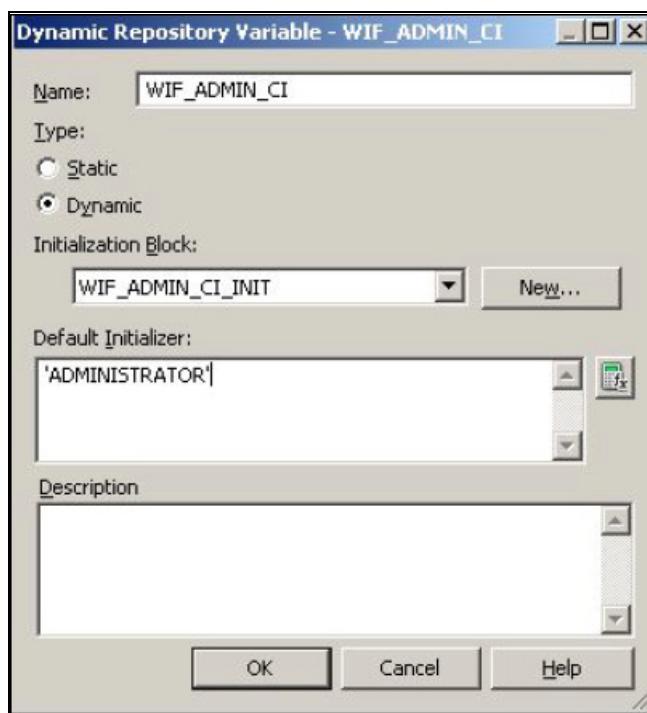 Dynamic Repository Variable - WIF_ADMIN_CI
Name: WIF_ADMIN_CI
Type:
Static
Dynamic
Initialization Block:
WIF_ADMIN_CI_INIT New...
Default Initializer:
'ADMINISTRATOR'
fx
Description
OK Cancel Help